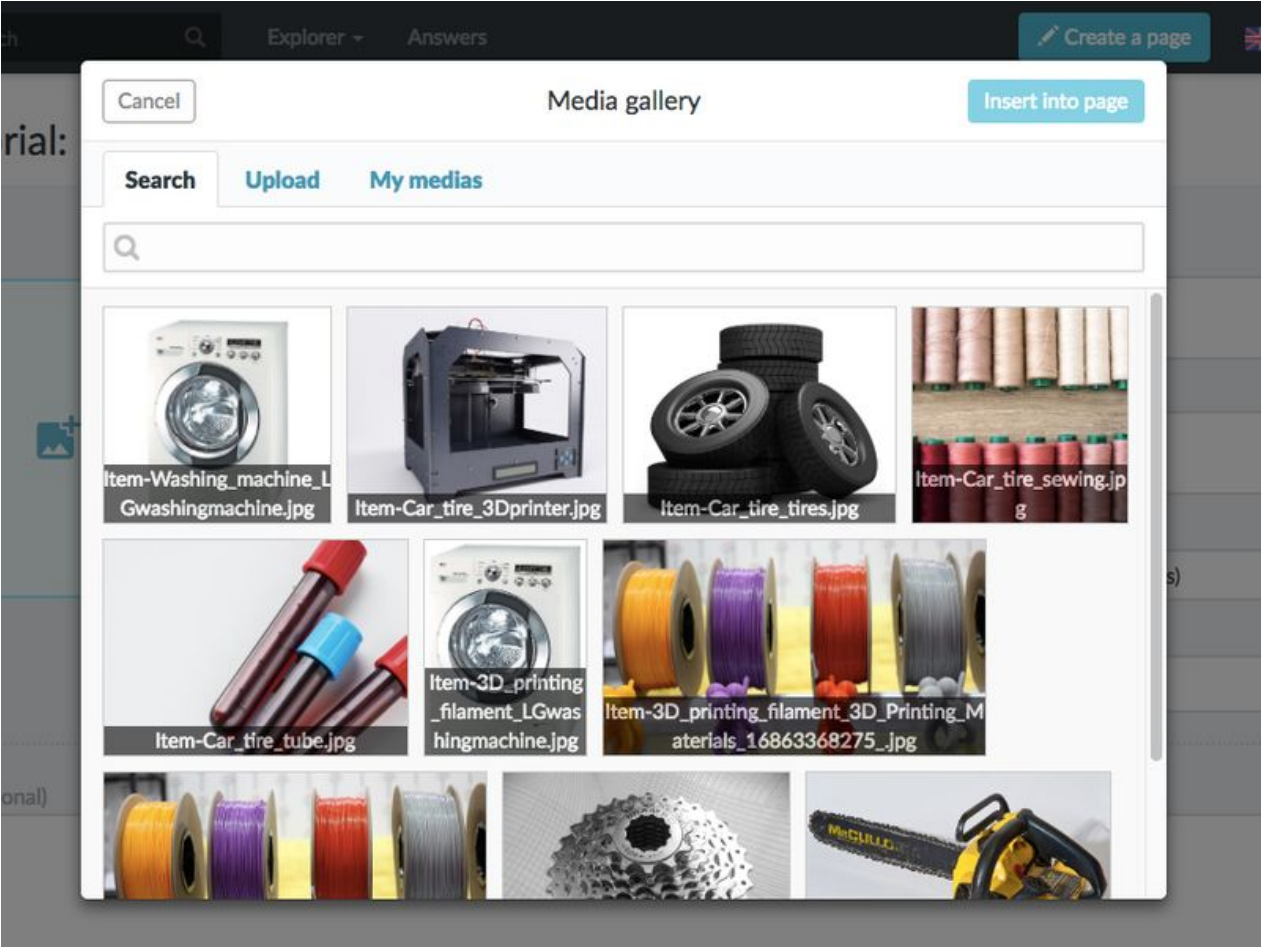 ch
Explorer
Answers
Create a page
rial:
Cancel
Media gallery
Insert into page
Search
Upload
My medias
Item-Washing_machine_L
Gwashingmachine.jpg
Item-Car_tire_3Dprinter.jpg
Item-Car_tire_tires.jpg
Item-Car_tire_sewing.jp
g
Item-Car_tire_tube.jpg
Item-3D_printing
_filament_LGwas
hingmachine.jpg
Item-3D_printing_filament_3D_Printing_M
aterials_16863368275_.jpg
s)
onal)